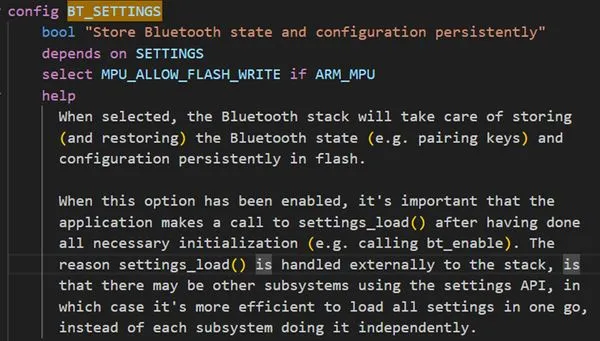 config BT_SETTINGS
bool "Store Bluetooth state and configuration persistently"
depends on SETTINGS
select MPU_ALLOW_FLASH_WRITE if ARM_MPU
help
When selected, the Bluetooth stack will take care of storing
(and restoring) the Bluetooth state (e.g. pairing keys) and
configuration persistently in flash.
When this option has been enabled, it's important that the
application makes a call to settings_load() after having done
all necessary initialization (e.g. calling bt_enable). The
reason settings_load() is handled externally to the stack, is
that there may be other subsystems using the settings API, in
which case it's more efficient to load all settings in one go,
instead of each subsystem doing it independently.